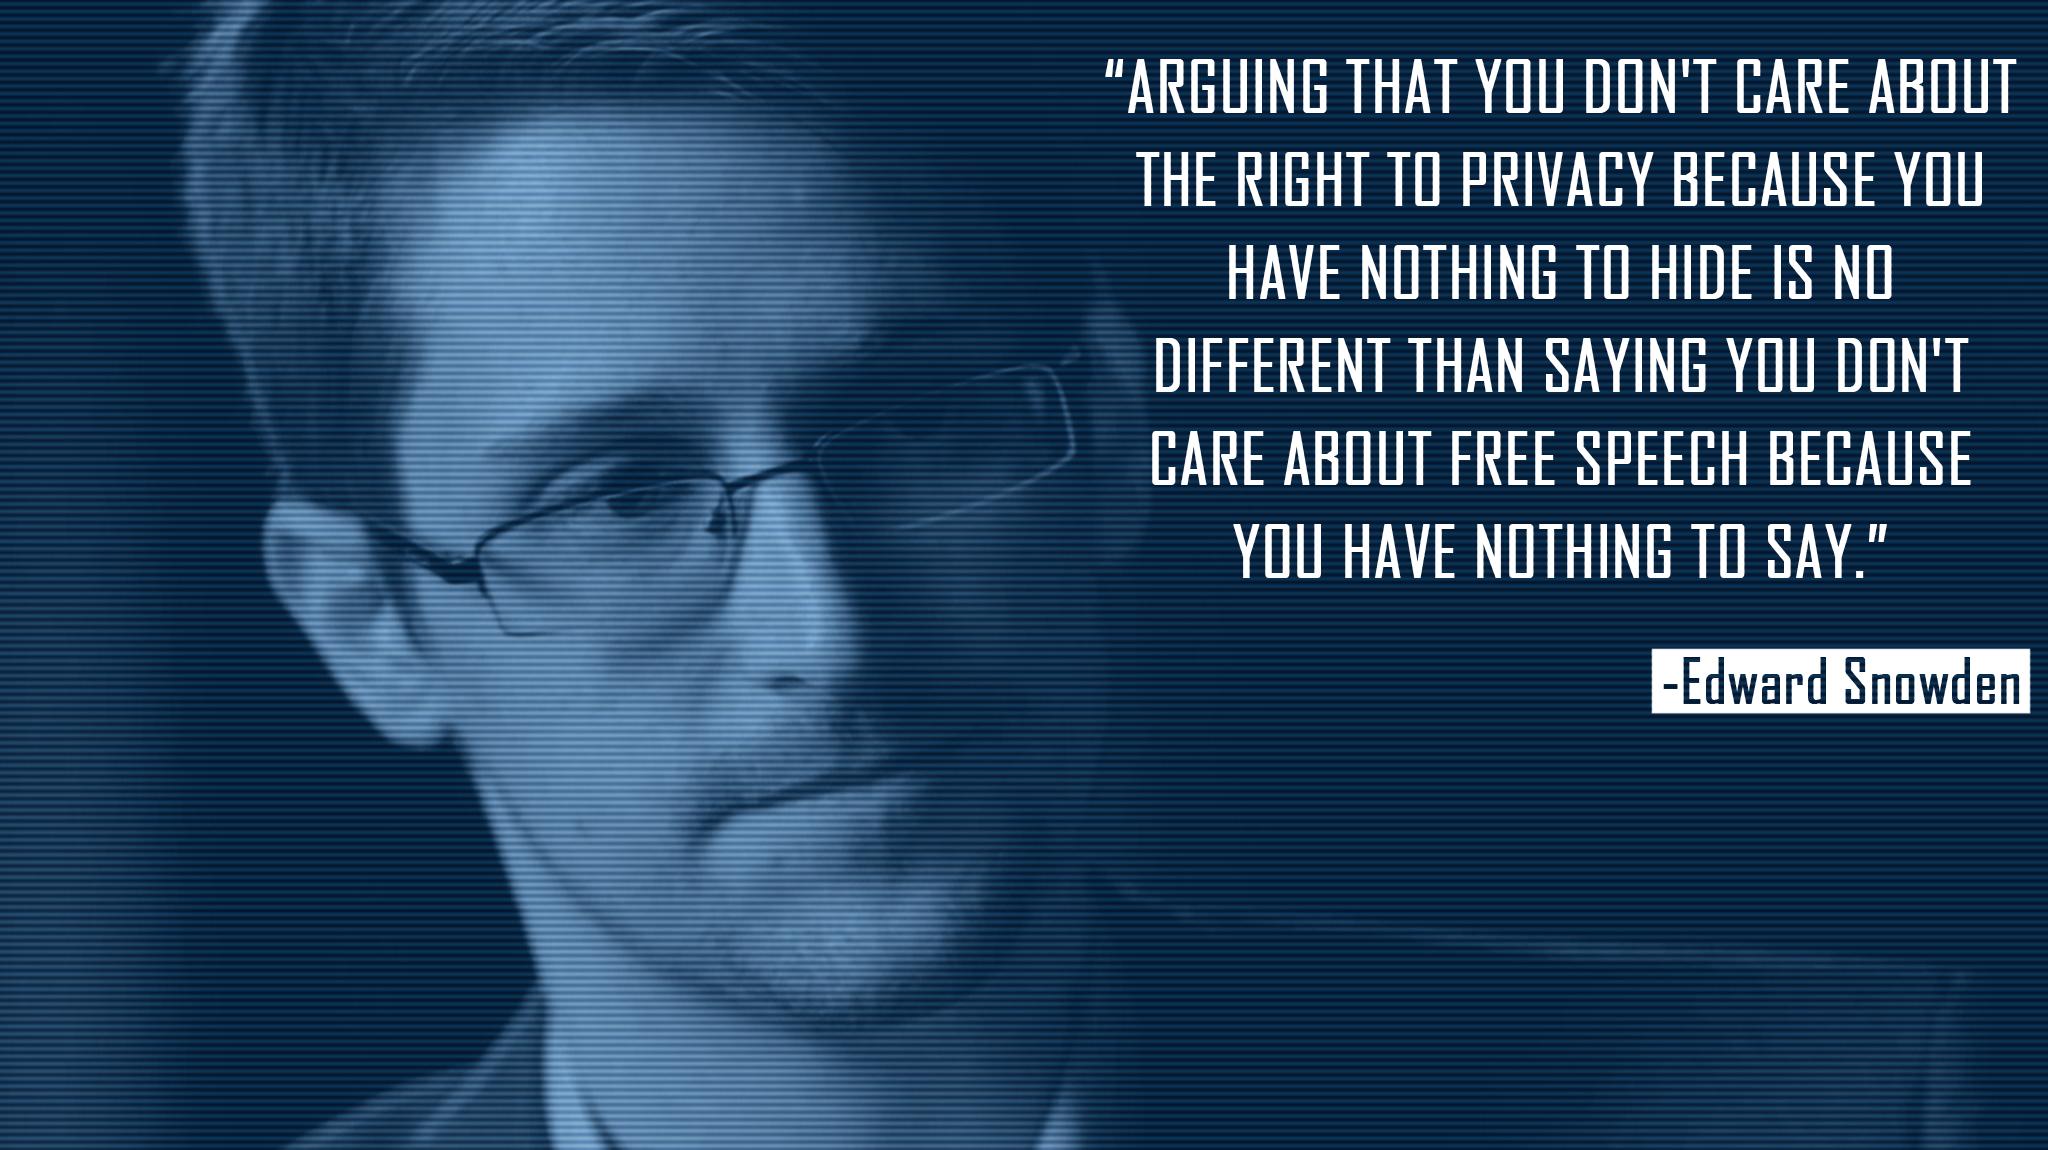 “ARGUING THAT YOU DON'T CARE ABOUT
THE RIGHT TO PRIVACY BECAUSE YOU
HAVE NOTHING TO HIDE IS NO
DIFFERENT THAN SAYING YOU DON'T
CARE ABOUT FREE SPEECH BECAUSE
YOU HAVE NOTHING TO SAY.”
-Edward Snowden